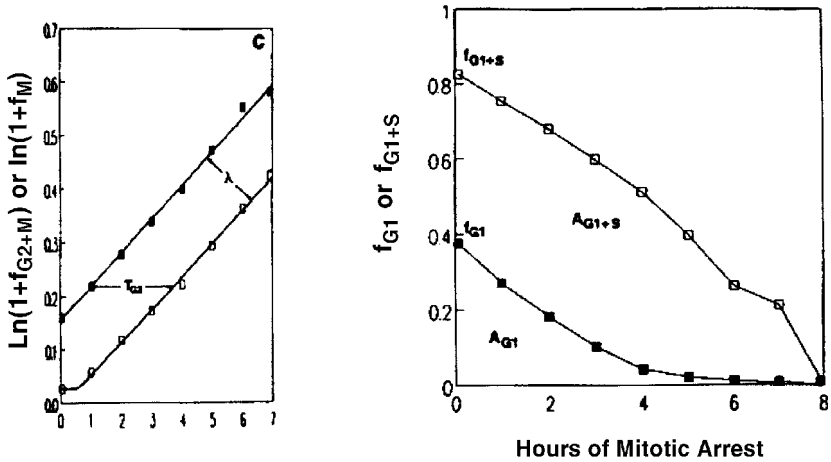 Ln(1+fG2+M) or ln(1+fM)
C
0.7
0.6
0.5
0.4
0.3
0.2
0.1
0.0
λ
TG2
0 1 2 3 4 5 6 7
fG1 or fG1+S
1
0.8
0.6
0.4
0.2
0
fG1+S
AG1+S
fG1
AG1
0 2 4 6 8
Hours of Mitotic Arrest